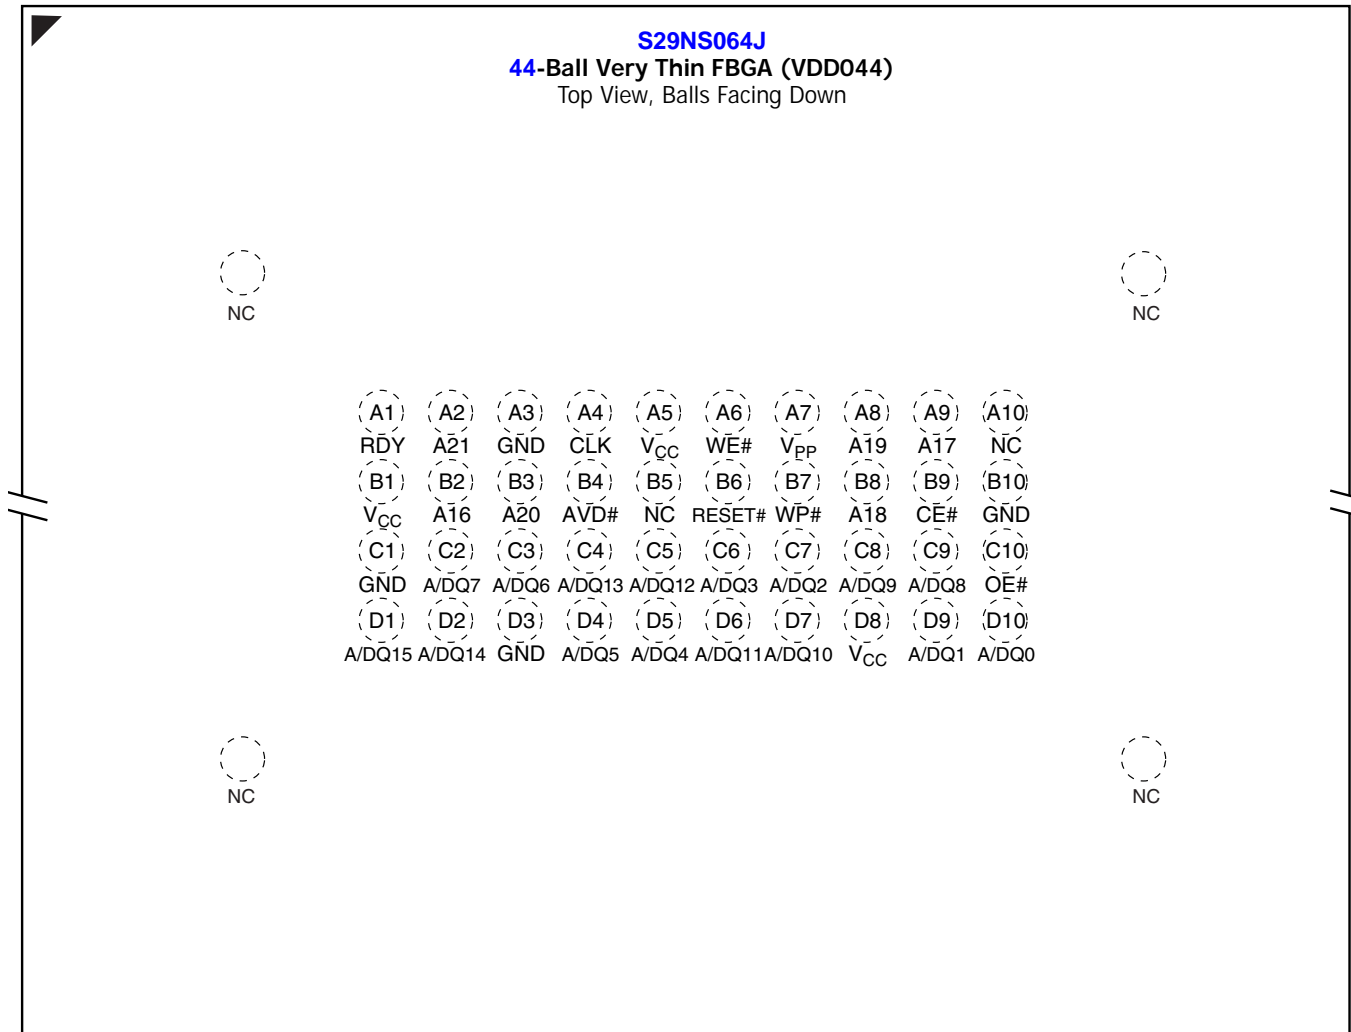 S29NS064J
44-Ball Very Thin FBGA (VDD044)
Top View, Balls Facing Down
NC NC
A1 A2 A3 A4 A5 A6 A7 A8 A9 A10
RDY A21 GND CLK VCC WE# VPP A19 A17 NC
B1 B2 B3 B4 B5 B6 B7 B8 B9 B10
VCC A16 A20 AVD# NC RESET# WP# A18 CE# GND
C1 C2 C3 C4 C5 C6 C7 C8 C9 C10
GND A/DQ7 A/DQ6 A/DQ13 A/DQ12 A/DQ3 A/DQ2 A/DQ9 A/DQ8 OE#
D1 D2 D3 D4 D5 D6 D7 D8 D9 D10
A/DQ15 A/DQ14 GND A/DQ5 A/DQ4 A/DQ11 A/DQ10 VCC A/DQ1 A/DQ0
NC NC